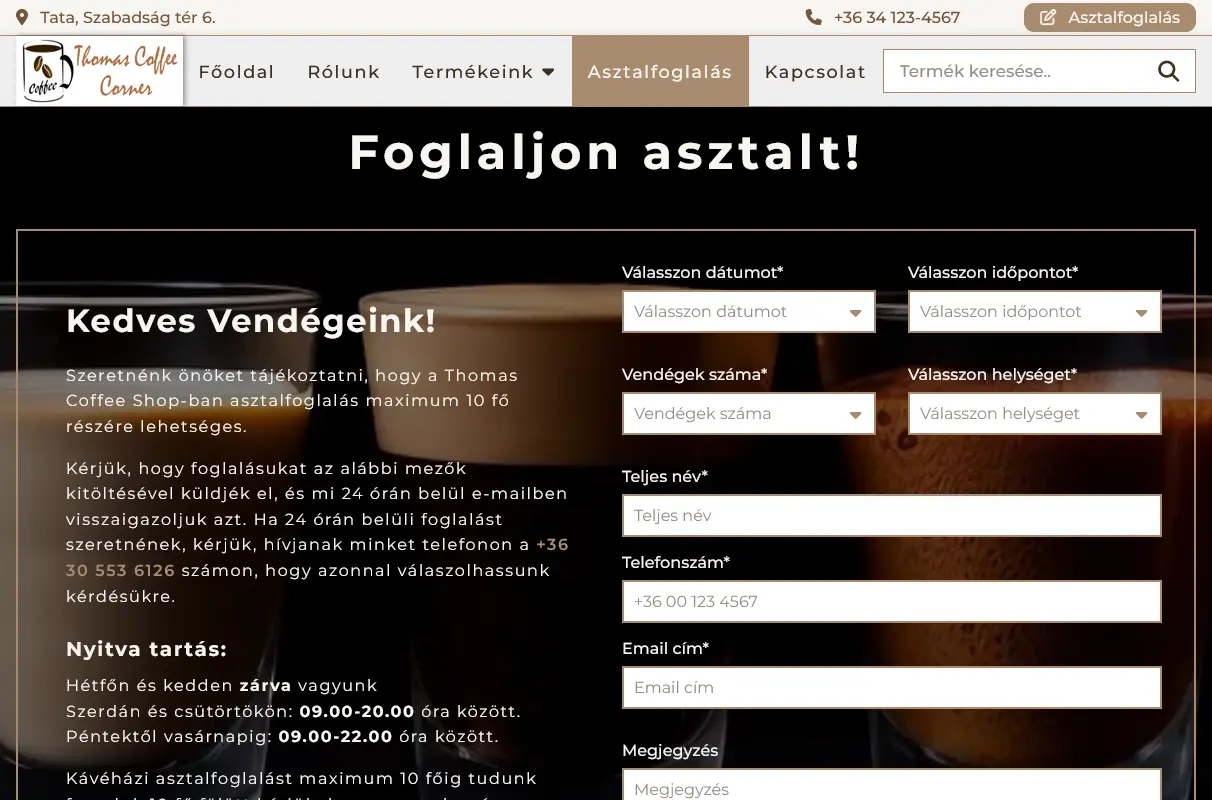 Tata, Szabadság tér 6.
+36 34 123-4567
Asztalfoglalás
Thomas Coffee
Corner
Coffee
Főoldal
Rólunk
Termékeink
Asztalfoglalás
Kapcsolat
Termék keresése..
Foglaljon asztalt!
Kedves Vendégeink!
Szeretnénk önöket tájékoztatni, hogy a Thomas
Coffee Shop-ban asztalfoglalás maximum 10 fő
részére lehetséges.
Kérjük, hogy foglalásukat az alábbi mezők
kitöltésével küldjék el, és mi 24 órán belül e-mailben
visszaigazoljuk azt. Ha 24 órán belüli foglalást
szeretnének, kérjük, hívjanak minket telefonon a +36
30 553 6126 számon, hogy azonnal válaszolhassunk
kérdésükre.
Nyitva tartás:
Hétfőn és kedden zárva vagyunk
Szerdán és csütörtökön: 09.00-20.00 óra között.
Péntektől vasárnapig: 09.00-22.00 óra között.
Kávéházi asztalfoglalást maximum 10 főig tudunk
Válasszon dátumot*
Válasszon dátumot
Válasszon időpontot*
Válasszon időpontot
Vendégek száma*
Vendégek száma
Válasszon helységet*
Válasszon helységet
Teljes név*
Teljes név
Telefonszám*
+36 00 123 4567
Email cím*
Email cím
Megjegyzés
Megjegyzés